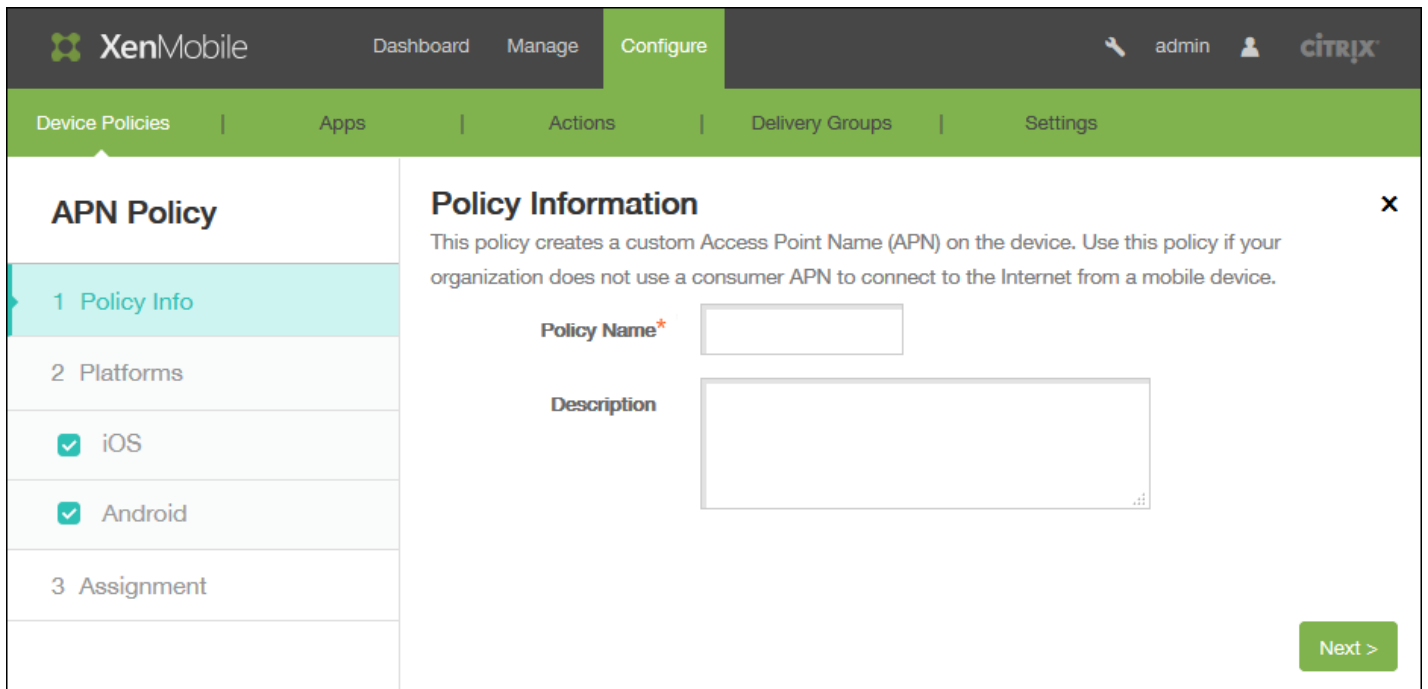 XenMobile Dashboard Manage Configure admin CİTRIX
Device Policies | Apps | Actions | Delivery Groups | Settings
APN Policy
1 Policy Info
2 Platforms
iOS
Android
3 Assignment
Policy Information
This policy creates a custom Access Point Name (APN) on the device. Use this policy if your
organization does not use a consumer APN to connect to the Internet from a mobile device.
Policy Name*
Description
Next >